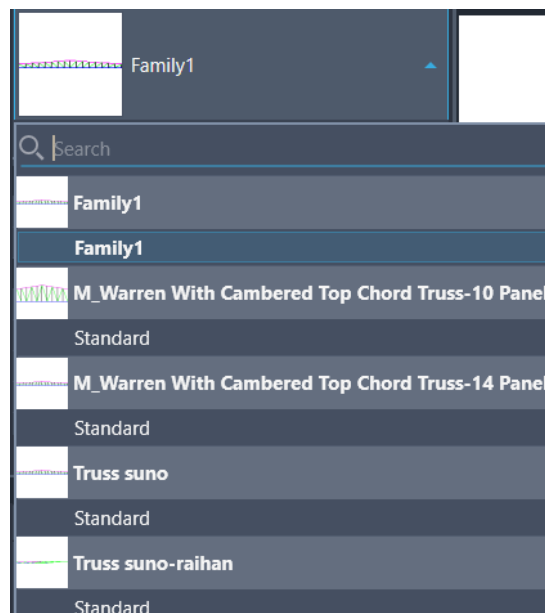 Family1
Search
Family1
Family1
M_Warren With Cambered Top Chord Truss-10 Panel
Standard
M_Warren With Cambered Top Chord Truss-14 Panel
Standard
Truss suno
Standard
Truss suno-raihan
Standard